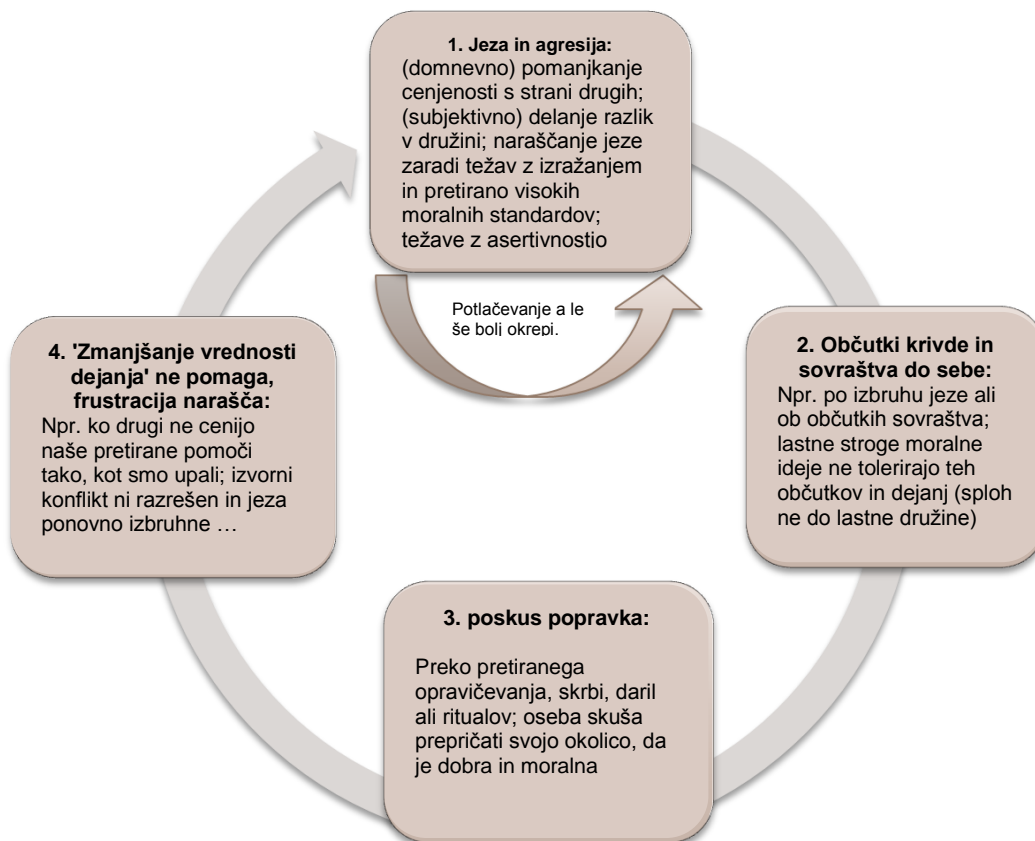 1. Jeza in agresija:
(domnevno) pomanjkanje
cenjenosti s strani drugih;
(subjektivno) delanje razlik
v družini; naraščanje jeze
zaradi težav z izražanjem
in pretirano visokih
moralnih standardov;
težave z asertivnostjo
Potlačevanje a le
še bolj okrepi.
2. Občutki krivde in
sovraštva do sebe:
Npr. po izbruhu jeze ali
ob občutkih sovraštva;
lastne stroge moralne
ideje ne tolerirajo teh
občutkov in dejanj (sploh
ne do lastne družine)
3. poskus popravka:
Preko pretiranega
opravičevanja, skrbi, daril
ali ritualov; oseba skuša
prepričati svojo okolico, da
je dobra in moralna
4. 'Zmanjšanje vrednosti
dejanja' ne pomaga,
frustracija narašča:
Npr. ko drugi ne cenijo
naše pretirane pomoči
tako, kot smo upali; izvorni
konflikt ni razrešen in jeza
ponovno izbruhne …